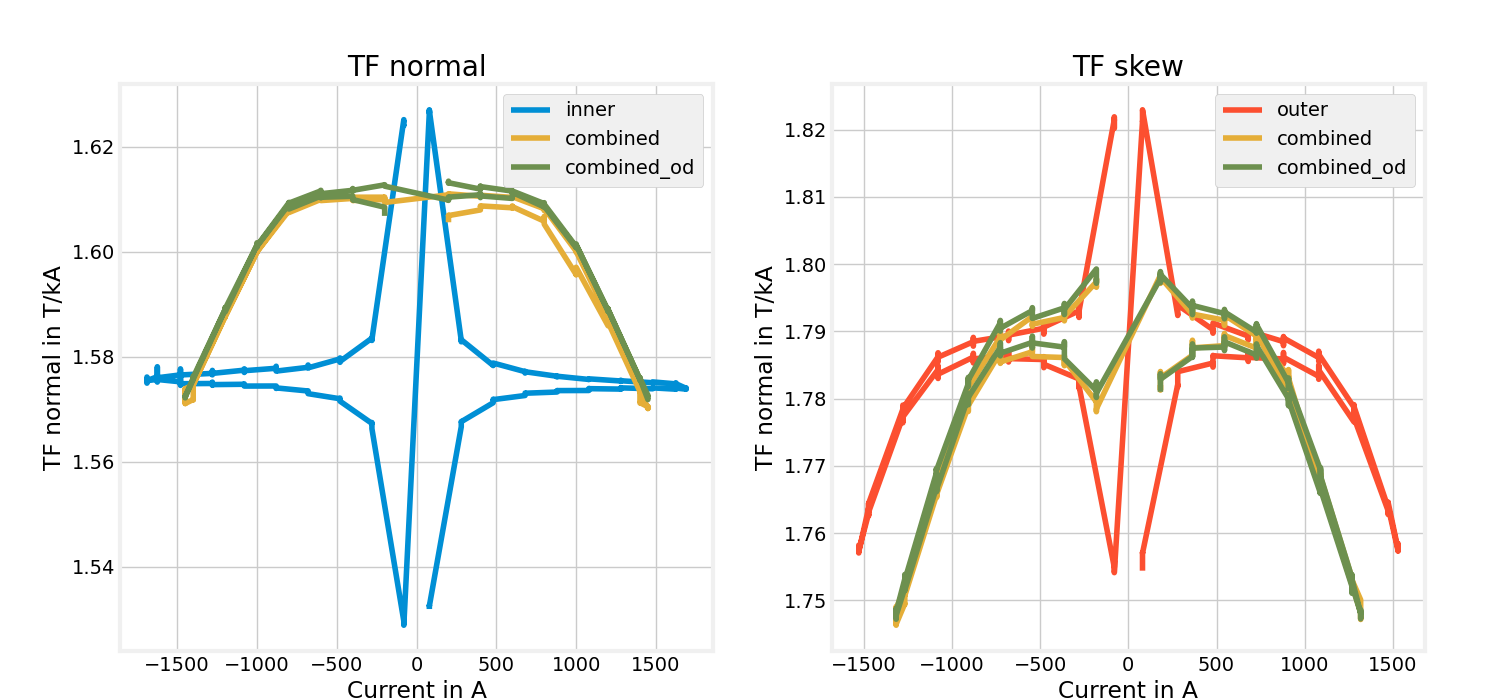 TF normal
inner
combined
combined_od
1.62
1.60
1.58
1.56
1.54
TF normal in T/kA
−1500 −1000 −500 0 500 1000 1500
Current in A
TF skew
outer
combined
combined_od
1.82
1.81
1.80
1.79
1.78
1.77
1.76
1.75
TF normal in T/kA
−1500 −1000 −500 0 500 1000 1500
Current in A